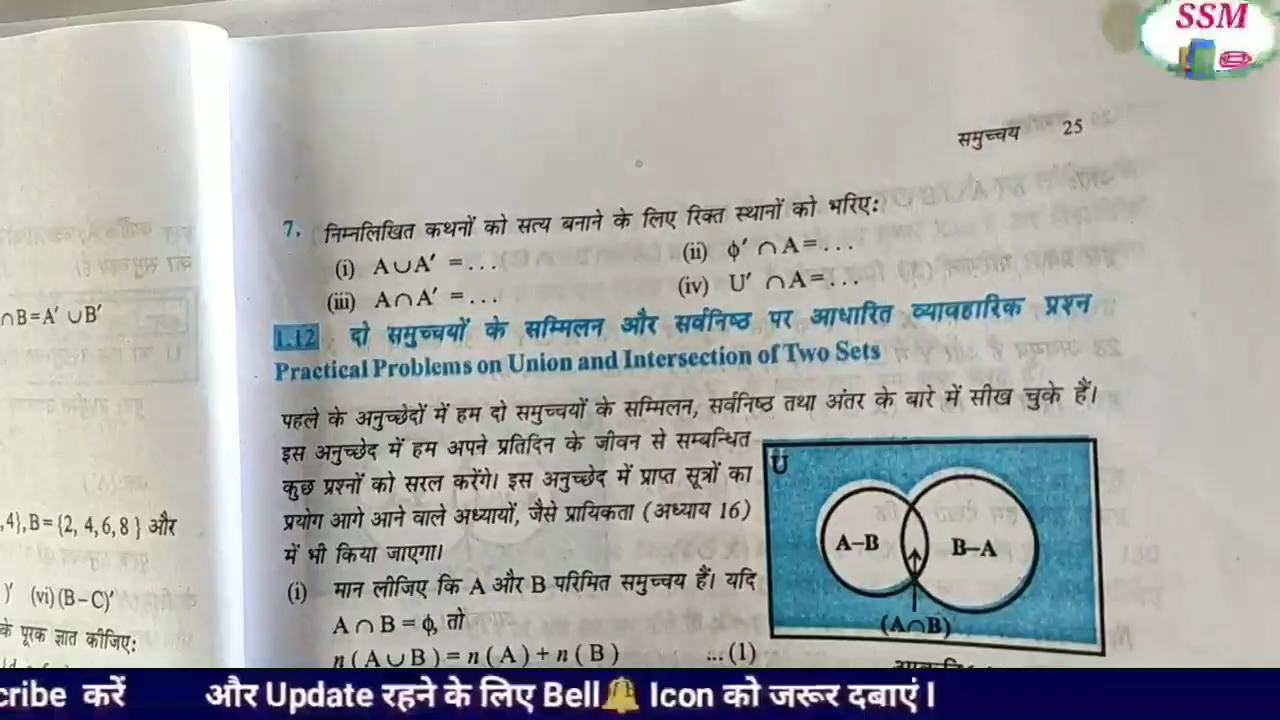 SSM
समुच्चय 25
7. निम्नलिखित कथनों को सत्य बनाने के लिए रिक्त स्थानों को भरिए:
(i) A∪A′ =... (ii) ϕ′ ∩A=...
(iii) A∩A′ =... (iv) U′ ∩A=...
1.12 दो समुच्चयों के सम्मिलन और सर्वनिष्ठ पर आधारित व्यावहारिक प्रश्न
Practical Problems on Union and Intersection of Two Sets
पहले के अनुच्छेदों में हम दो समुच्चयों के सम्मिलन, सर्वनिष्ठ तथा अंतर के बारे में सीख चुके हैं।
इस अनुच्छेद में हम अपने प्रतिदिन के जीवन से सम्बन्धित
कुछ प्रश्नों को सरल करेंगे। इस अनुच्छेद में प्राप्त सूत्रों का
प्रयोग आगे आने वाले अध्यायों, जैसे प्रायिकता (अध्याय 16)
में भी किया जाएगा।
(i) मान लीजिए कि A और B परिमित समुच्चय हैं। यदि
A∩B=ϕ, तो
n(A∪B)=n(A)+n(B) ...(1)
U
A–B
B–A
(A∩B)
∩B=A′ ∪B′
,4},B={2, 4,6,8} और
)′ (vi)(B–C)′
के पूरक ज्ञात कीजिए:
cribe करें और Update रहने के लिए Bell🔔 Icon को जरूर दबाएं।